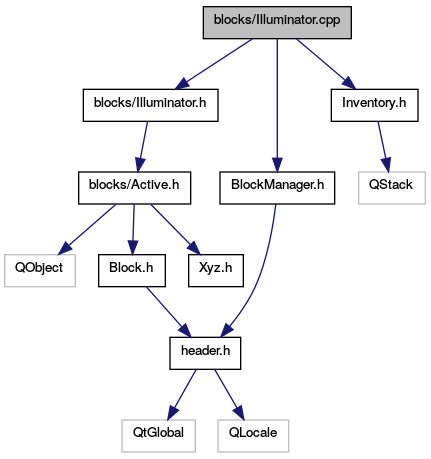 blocks/Illuminator.cpp
blocks/Illuminator.h
Inventory.h
blocks/Active.h
BlockManager.h
QStack
QObject
Block.h
Xyz.h
header.h
QtGlobal
QLocale